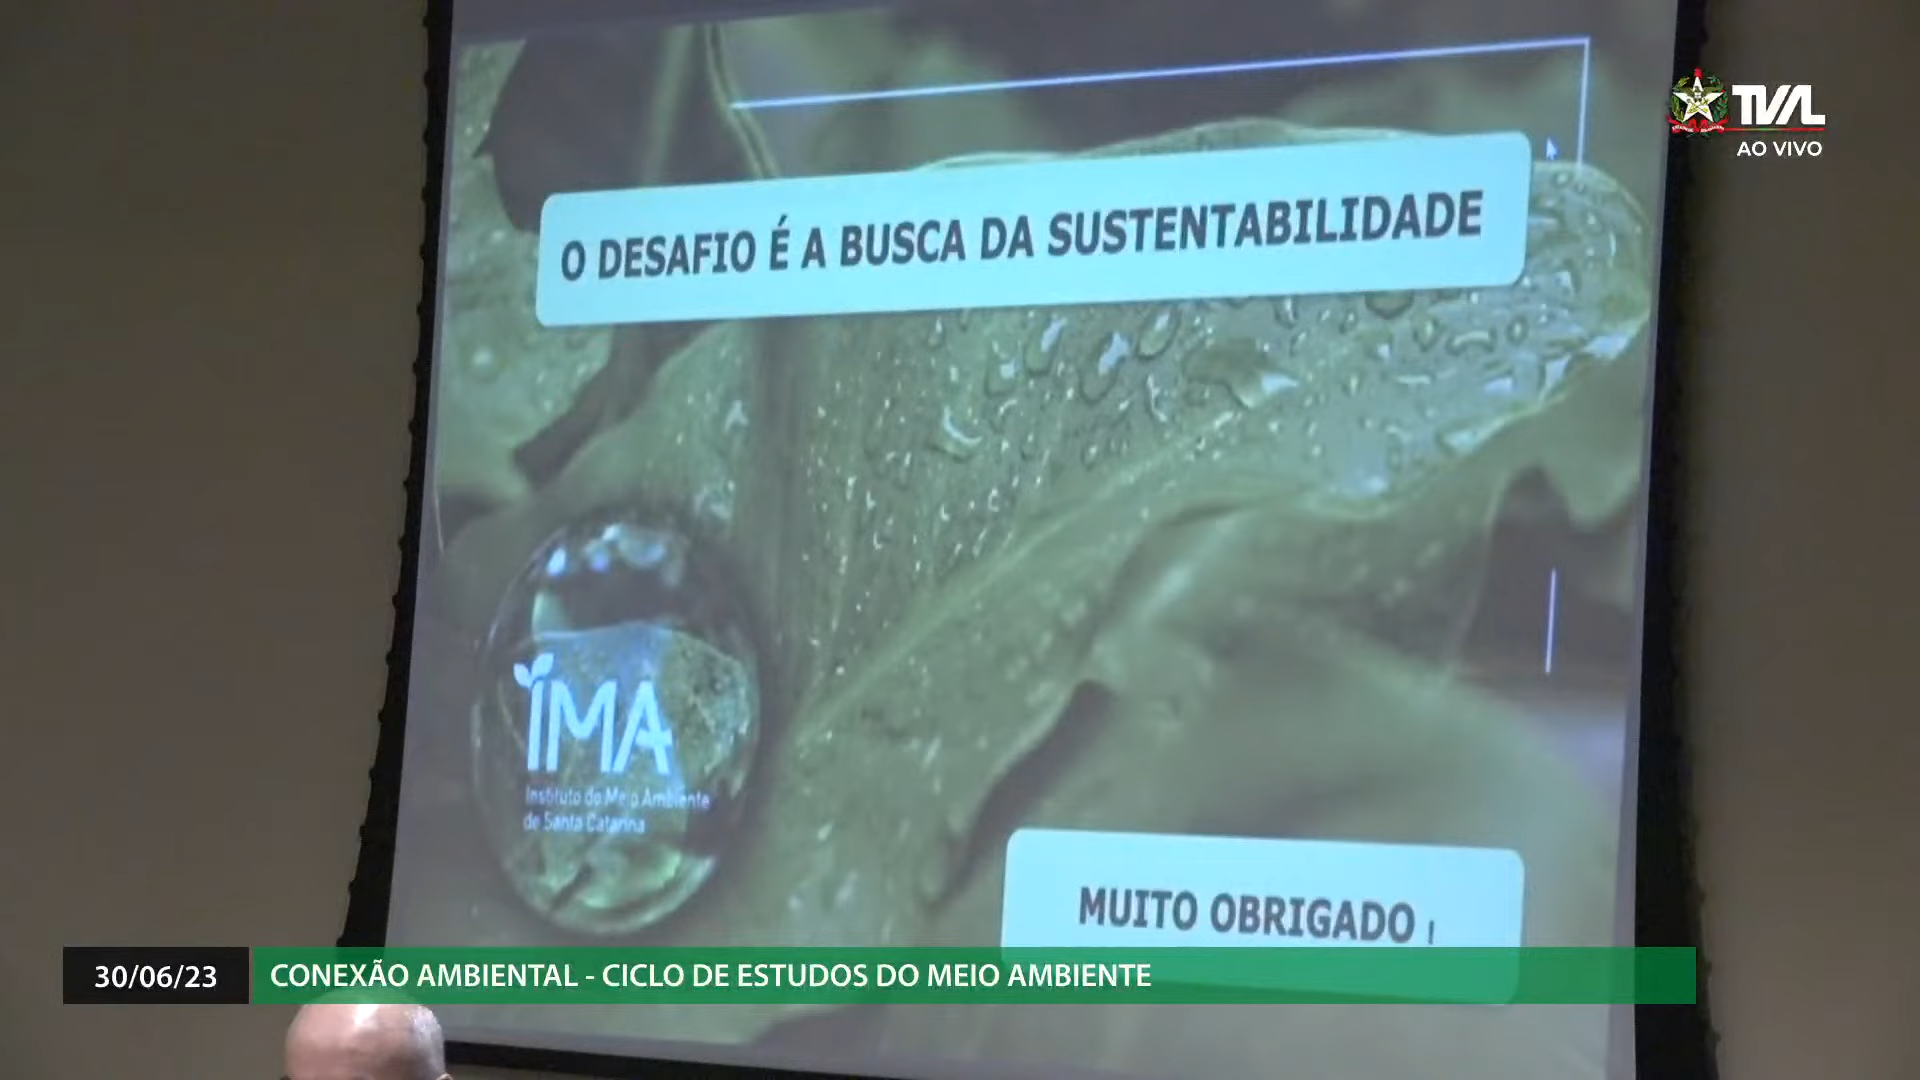 TVAL
AO VIVO
O DESAFIO É A BUSCA DA SUSTENTABILIDADE
IMA
Instituto do Meio Ambiente
de Santa Catarina
MUITO OBRIGADO !
30/06/23
CONEXÃO AMBIENTAL - CICLO DE ESTUDOS DO MEIO AMBIENTE